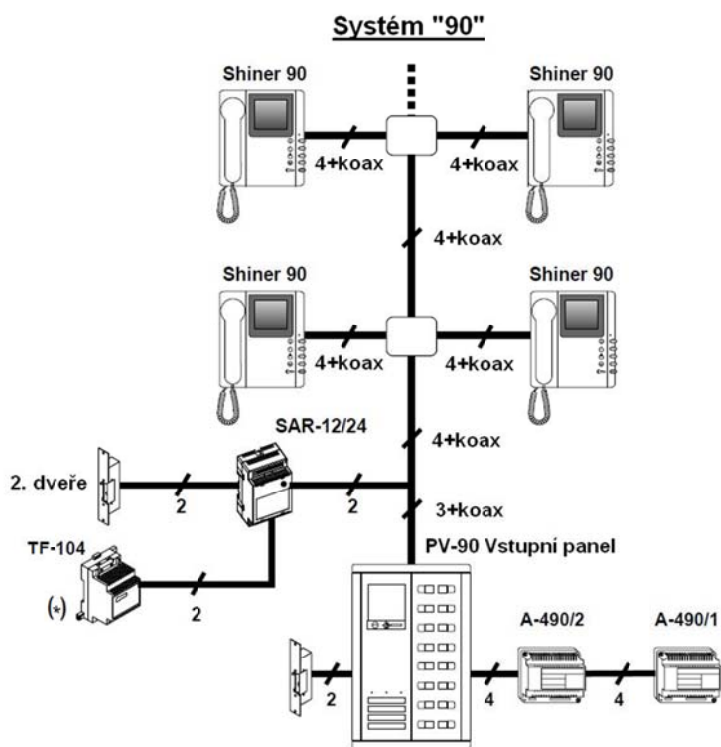 Systém "90"
Shiner 90
Shiner 90
4+koax
4+koax
4+koax
Shiner 90
Shiner 90
4+koax
4+koax
SAR-12/24
4+koax
2. dveře
2
2
3+koax
TF-104
PV-90 Vstupní panel
(*)
2
A-490/2
A-490/1
2
4
4